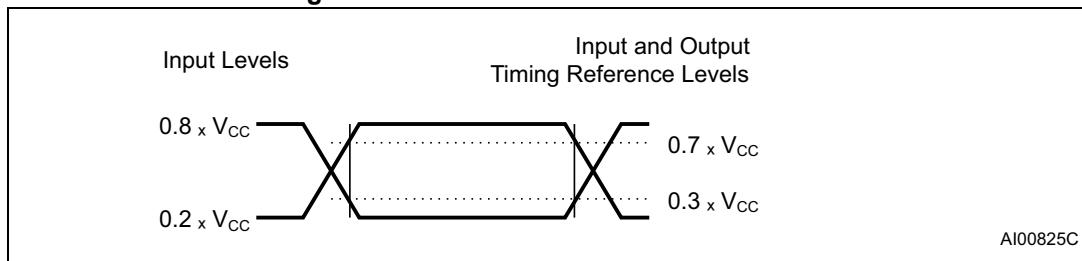 Input Levels
Input and Output
Timing Reference Levels
0.8 x VCC
0.7 x VCC
0.3 x VCC
0.2 x VCC
AI00825C